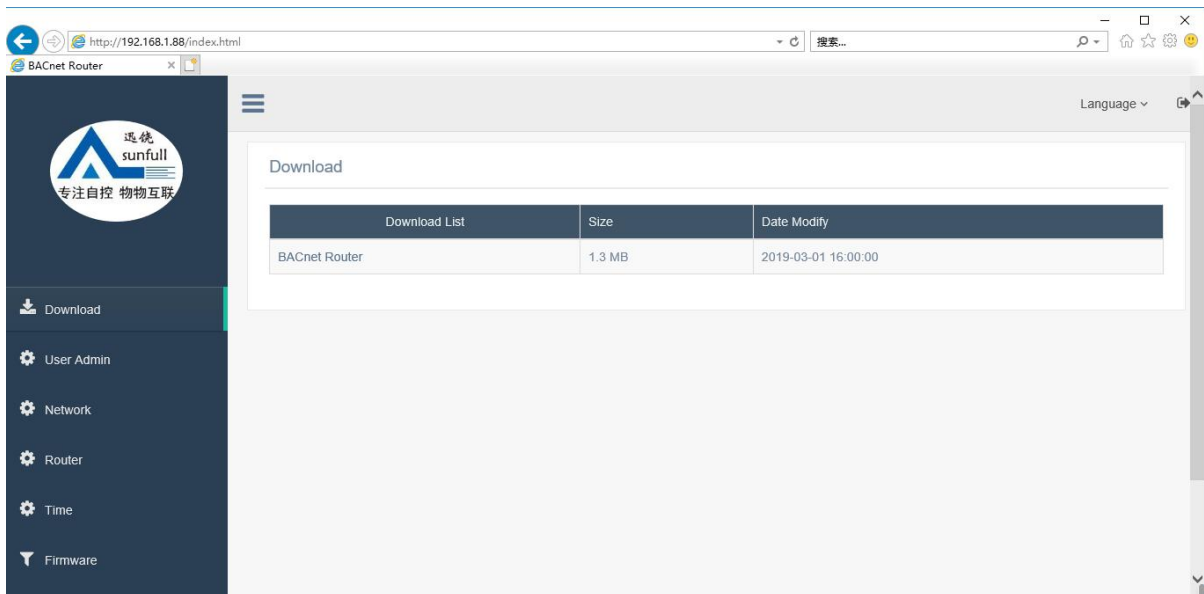 http://192.168.1.88/index.html
搜索...
BACnet Router
Language
迅饶
sunfull
专注自控 物物互联
Download
Download List Size Date Modify
BACnet Router 1.3 MB 2019-03-01 16:00:00
Download
User Admin
Network
Router
Time
Firmware